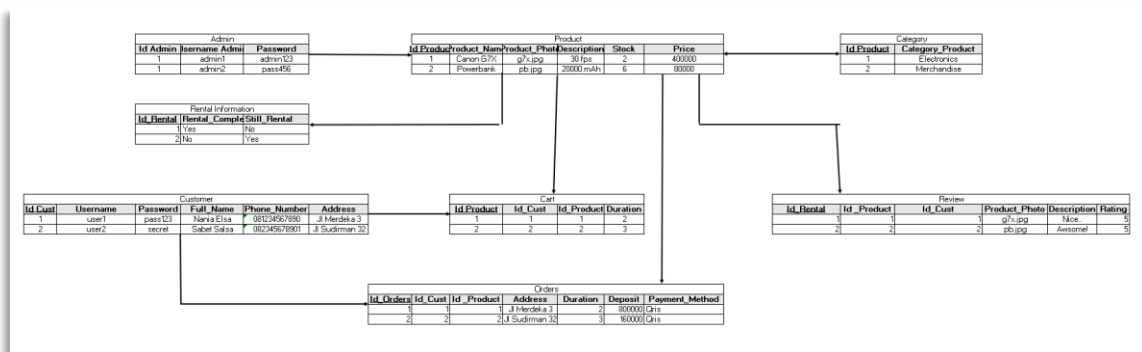 Admin
Id Admin Username Admi Password
1 admin1 admin123
1 admin2 pass456
Product
Id Produc Product_Nam Product_Photo Description Stock Price
1 Canon G7X g7x.jpg 30 fps 2 400000
2 Powerbank pb.jpg 20000 mAh 6 80000
Category
Id Product Category_Product
1 Electronics
2 Merchandise
Rental Information
Id_Rental Rental_Comple Still_Rental
1 Yes No
2 No Yes
Customer
Id Cust Username Password Full_Name Phone_Number Address
1 user1 pass123 Nania Elsa 081234567890 Jl Merdeka 3
2 user2 secret Sabet Salsa 082345678901 Jl Sudirman 32
Cart
Id Product Id_Cust Id_Product Duration
1 1 1 2
2 2 2 3
Review
Id_Rental Id _Product Id_Cust Product_Photo Description Rating
1 1 1 g7x.jpg Nice.. 5
2 2 2 pb.jpg Awsome! 5
Orders
Id_Orders Id_Cust Id _Product Address Duration Deposit Payment_Method
1 1 1 Jl Merdeka 3 2 800000 Qris
2 2 2 Jl Sudirman 32 3 160000 Qris